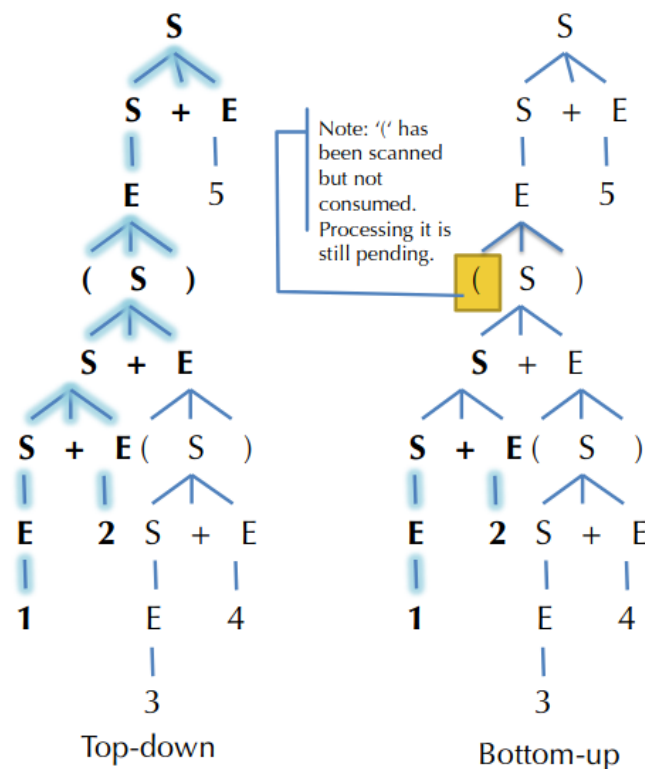 S
S + E
E 5
( S )
S + E
S + E ( S )
E 2 S + E
1 E 4
3
Top-down
Note: '(' has
been scanned
but not
consumed.
Processing it is
still pending.
S
S + E
E 5
( S )
S + E
S + E ( S )
E 2 S + E
1 E 4
3
Bottom-up